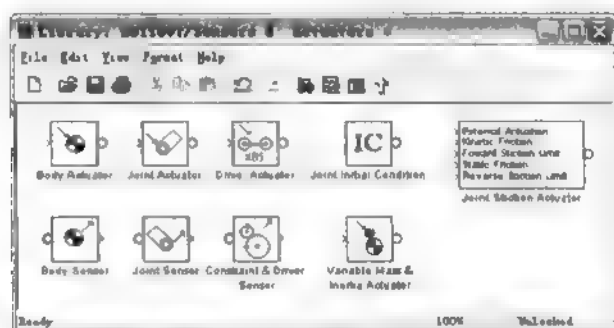 File Edit View Format Help
Body Actuator
Joint Actuator
Driver Actuator
IC
Joint Initial Condition
External Actuation
Kinetic Friction
Forward Stiction Limit
Static Friction
Reverse Stiction Limit
Joint Stiction Actuator
Body Sensor
Joint Sensor
Constraint & Driver
Sensor
Variable Mass &
Inertia Actuator
Ready 100% Unlocked